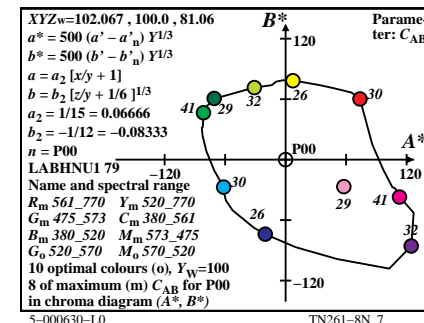 XYZw=102.067 , 100.0 , 81.06
a* = 500 (a' – a'n) Y1/3
b* = 500 (b' – b'n) Y1/3
a = a2 [x/y + 1]
b = b2 [z/y + 1/6 ]1/3
a2 = 1/15 = 0.06666
b2 = –1/12 = –0.08333
n = P00
LABHNU1 79
Name and spectral range
Rm 561_770 Ym 520_770
Gm 475_573 Cm 380_561
Bm 380_520 Mm 573_475
Go 520_570 Mo 570_520
10 optimal colours (o), YW=100
8 of maximum (m) CAB for P00
in chroma diagram (A*, B*)
B*
Parame-
ter: CAB
120
26
32
30
41
29
P00
A*
–120
120
30
29
41
26
32
–120
5–000630–L0
TN261–8N_7